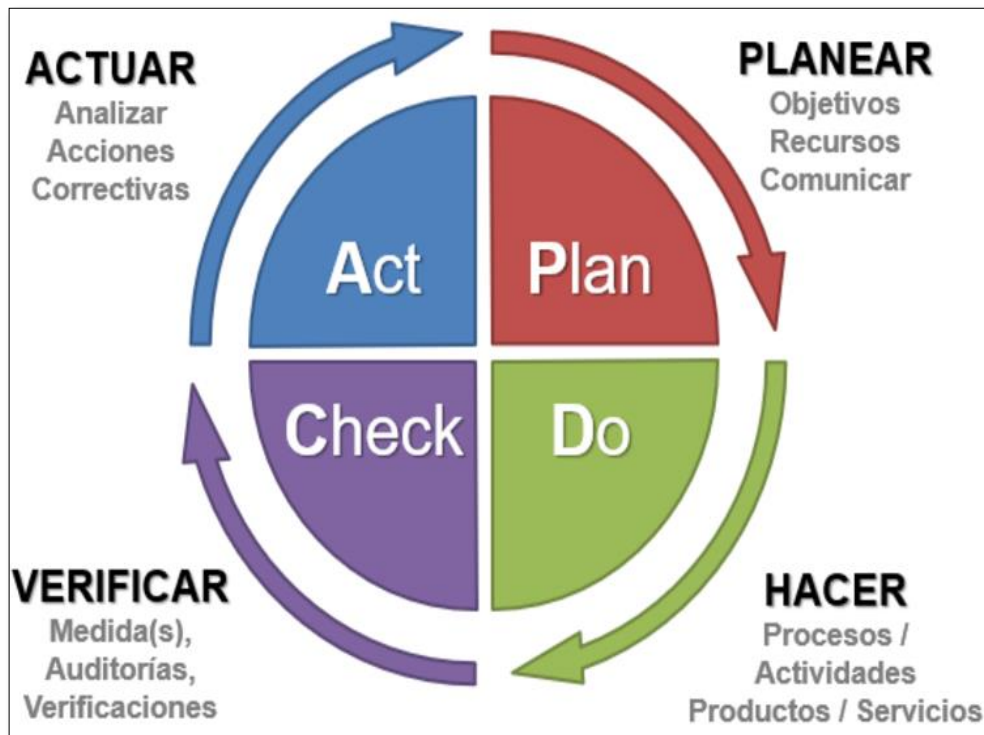 ACTUAR
Analizar
Acciones
Correctivas
PLANEAR
Objetivos
Recursos
Comunicar
Act
Plan
Check
Do
VERIFICAR
Medida(s),
Auditorías,
Verificaciones
HACER
Procesos /
Actividades
Productos / Servicios